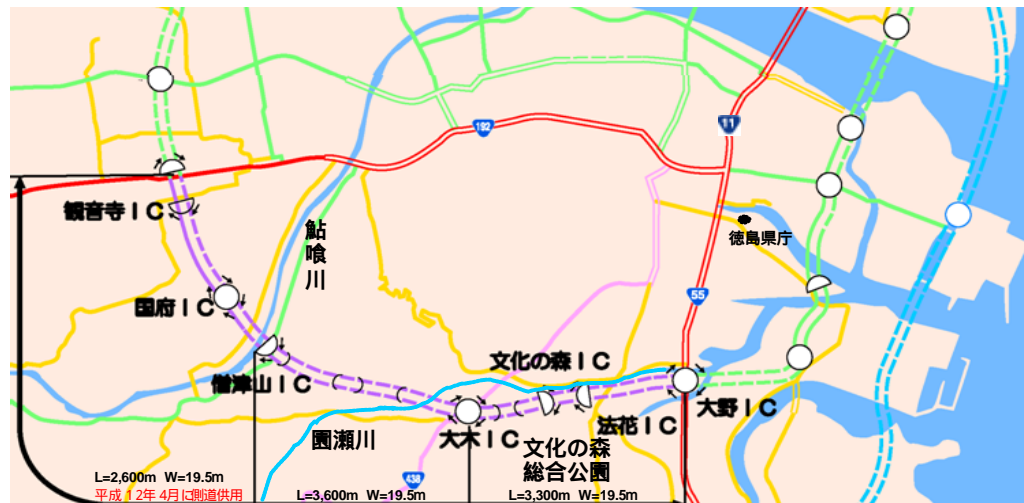 192
11
観音寺IC
鮎喰川
徳島県庁
国府IC
55
文化の森IC
僧津山IC
大野IC
法花IC
園瀬川
大木IC
文化の森
総合公園
438
L=2,600m W=19.5m
平成12年4月に側道供用
L=3,600m W=19.5m
L=3,300m W=19.5m